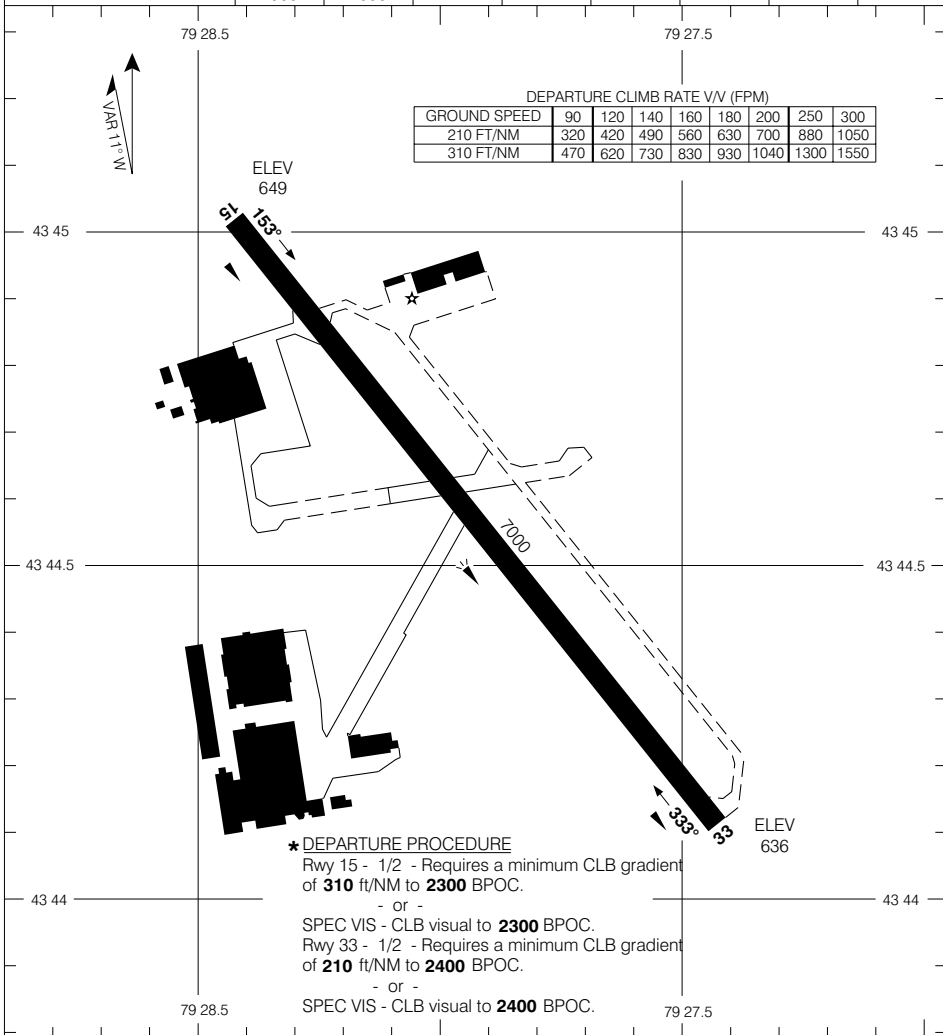 79 28.5
79 27.5
VAR 11° W
DEPARTURE CLIMB RATE V/V (FPM)
GROUND SPEED 90 120 140 160 180 200 250 300
210 FT/NM 320 420 490 560 630 700 880 1050
310 FT/NM 470 620 730 830 930 1040 1300 1550
ELEV
649
15
153°
43 45
43 45
7000
43 44.5
43 44.5
333°
33
ELEV
636
* DEPARTURE PROCEDURE
Rwy 15 - 1/2 - Requires a minimum CLB gradient
of 310 ft/NM to 2300 BPOC.
- or -
SPEC VIS - CLB visual to 2300 BPOC.
Rwy 33 - 1/2 - Requires a minimum CLB gradient
of 210 ft/NM to 2400 BPOC.
- or -
SPEC VIS - CLB visual to 2400 BPOC.
43 44
43 44
79 28.5
79 27.5